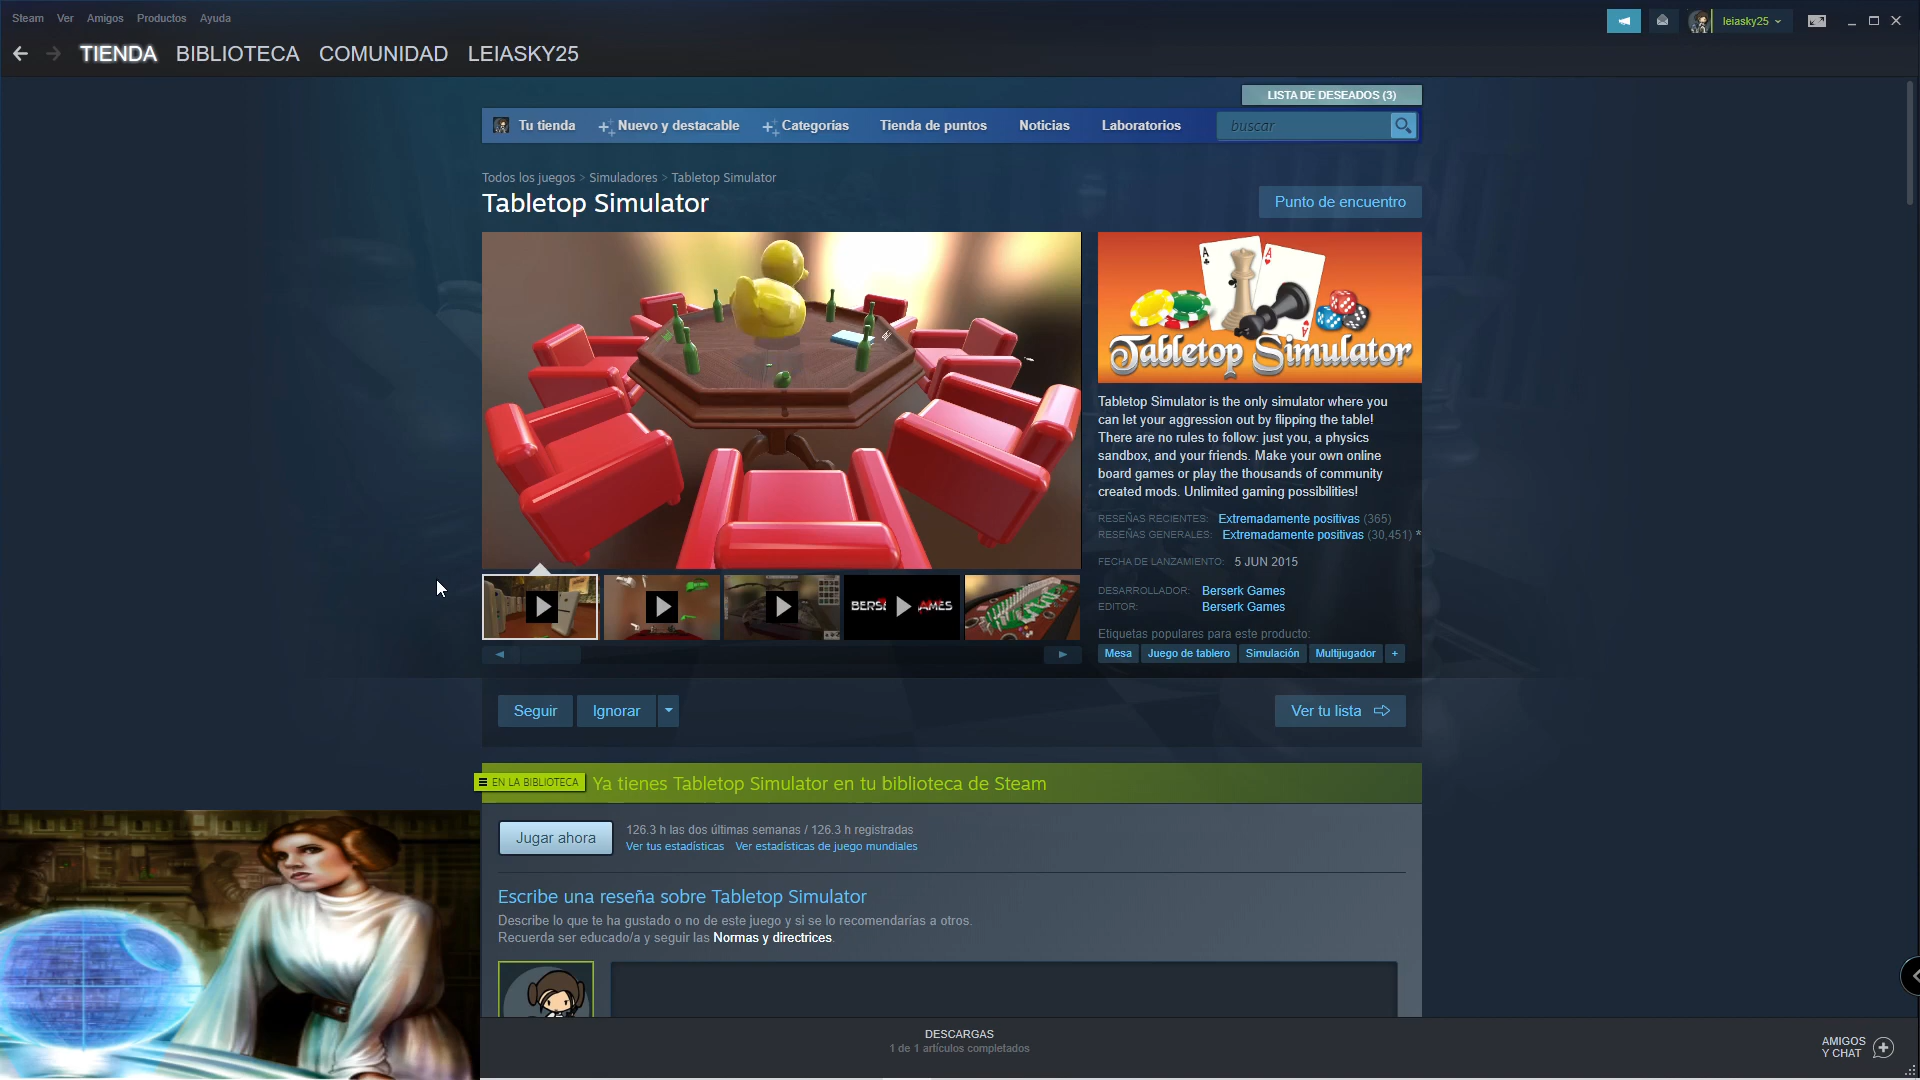 Steam Ver Amigos Productos Ayuda
leiasky25
TIENDA BIBLIOTECA COMUNIDAD LEIASKY25
LISTA DE DESEADOS (3)
Tu tienda Nuevo y destacable Categorías Tienda de puntos Noticias Laboratorios buscar
Todos los juegos > Simuladores > Tabletop Simulator
Tabletop Simulator
Punto de encuentro
Tabletop Simulator
Tabletop Simulator is the only simulator where you
can let your aggression out by flipping the table!
There are no rules to follow: just you, a physics
sandbox, and your friends. Make your own online
board games or play the thousands of community
created mods. Unlimited gaming possibilities!
RESEÑAS RECIENTES: Extremadamente positivas (365)
RESEÑAS GENERALES: Extremadamente positivas (30,451) *
FECHA DE LANZAMIENTO: 5 JUN 2015
DESARROLLADOR: Berserk Games
EDITOR: Berserk Games
Etiquetas populares para este producto:
Mesa Juego de tablero Simulación Multijugador +
Seguir Ignorar
Ver tu lista
EN LA BIBLIOTECA Ya tienes Tabletop Simulator en tu biblioteca de Steam
Jugar ahora
126.3 h las dos últimas semanas / 126.3 h registradas
Ver tus estadísticas Ver estadísticas de juego mundiales
Escribe una reseña sobre Tabletop Simulator
Describe lo que te ha gustado o no de este juego y si se lo recomendarías a otros.
Recuerda ser educado/a y seguir las Normas y directrices.
DESCARGAS
1 de 1 artículos completados
AMIGOS
Y CHAT